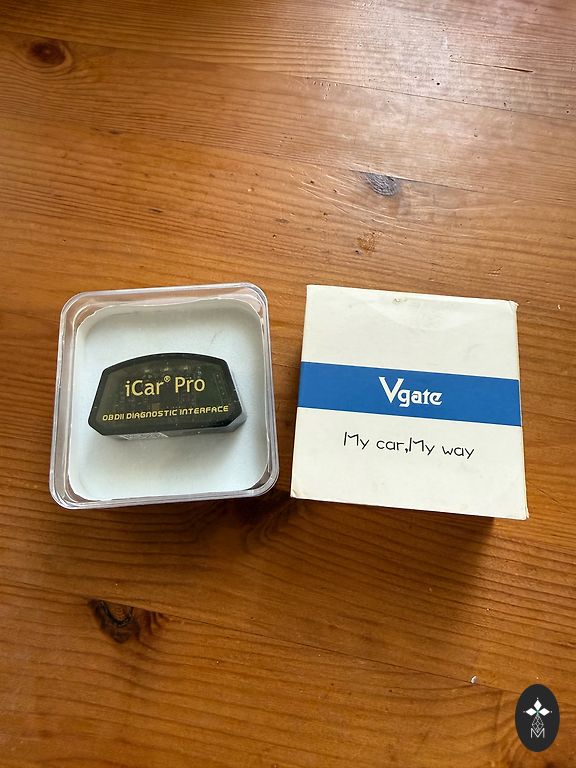 iCar® Pro
OBDII DIAGNOSTIC INTERFACE
Vgate
My car,My way
M